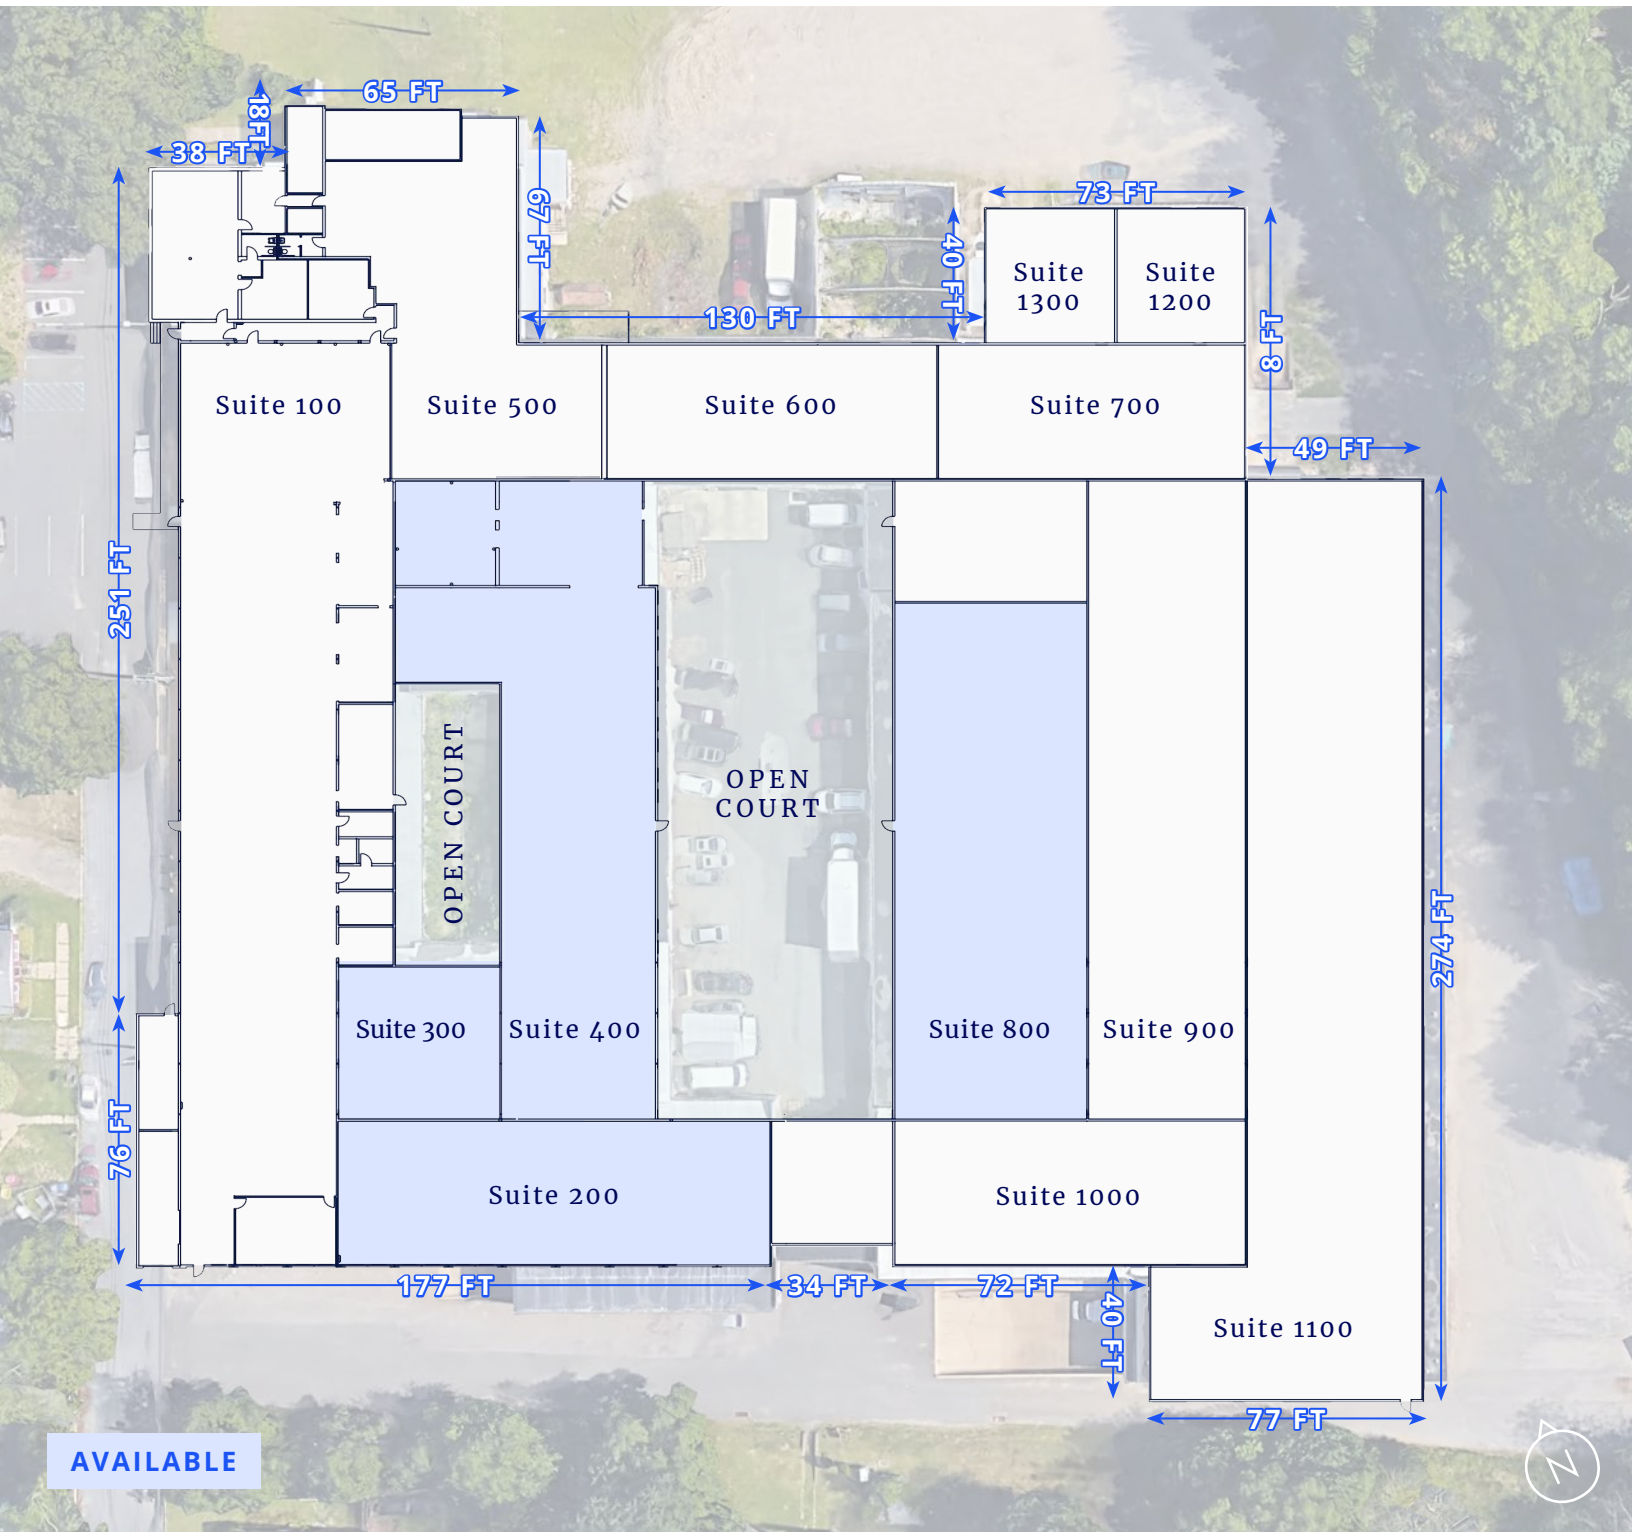 65 FT
18 FT
38 FT
67 FT
73 FT
40 FT
130 FT
Suite
1300
Suite
1200
8 FT
Suite 100
Suite 500
Suite 600
Suite 700
49 FT
251 FT
OPEN COURT
OPEN
COURT
274 FT
Suite 300
Suite 400
Suite 800
Suite 900
76 FT
Suite 200
Suite 1000
177 FT
34 FT
72 FT
40 FT
Suite 1100
77 FT
AVAILABLE
N